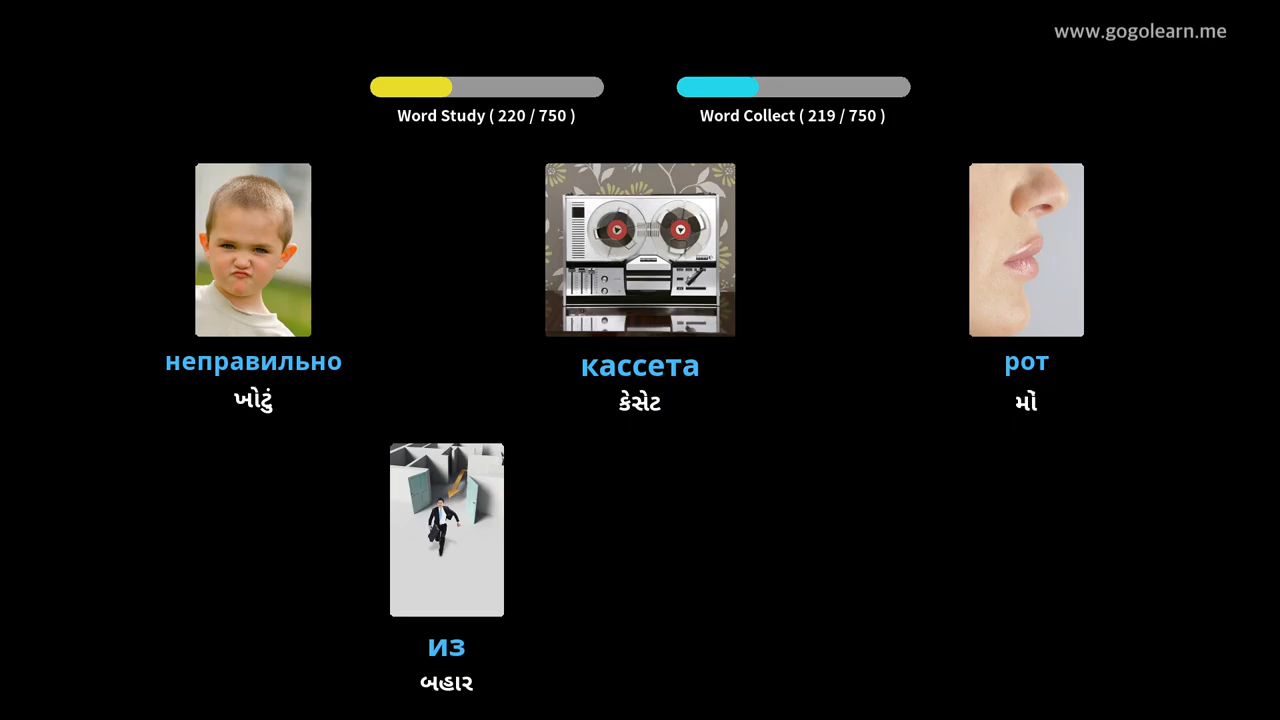 www.gogolearn.me
Word Study ( 220 / 750 )
Word Collect ( 219 / 750 )
неправильно
ખોટું
кассета
કેસેટ
рот
મોં
из
બહાર